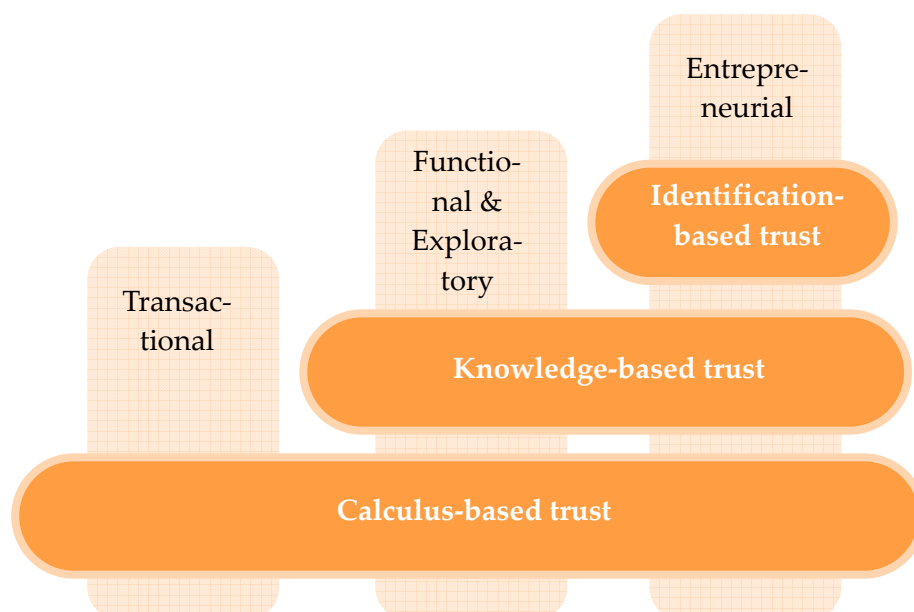 Entrepre-
neurial
Functio-
nal &
Explora-
tory
Identification-
based trust
Transac-
tional
Knowledge-based trust
Calculus-based trust